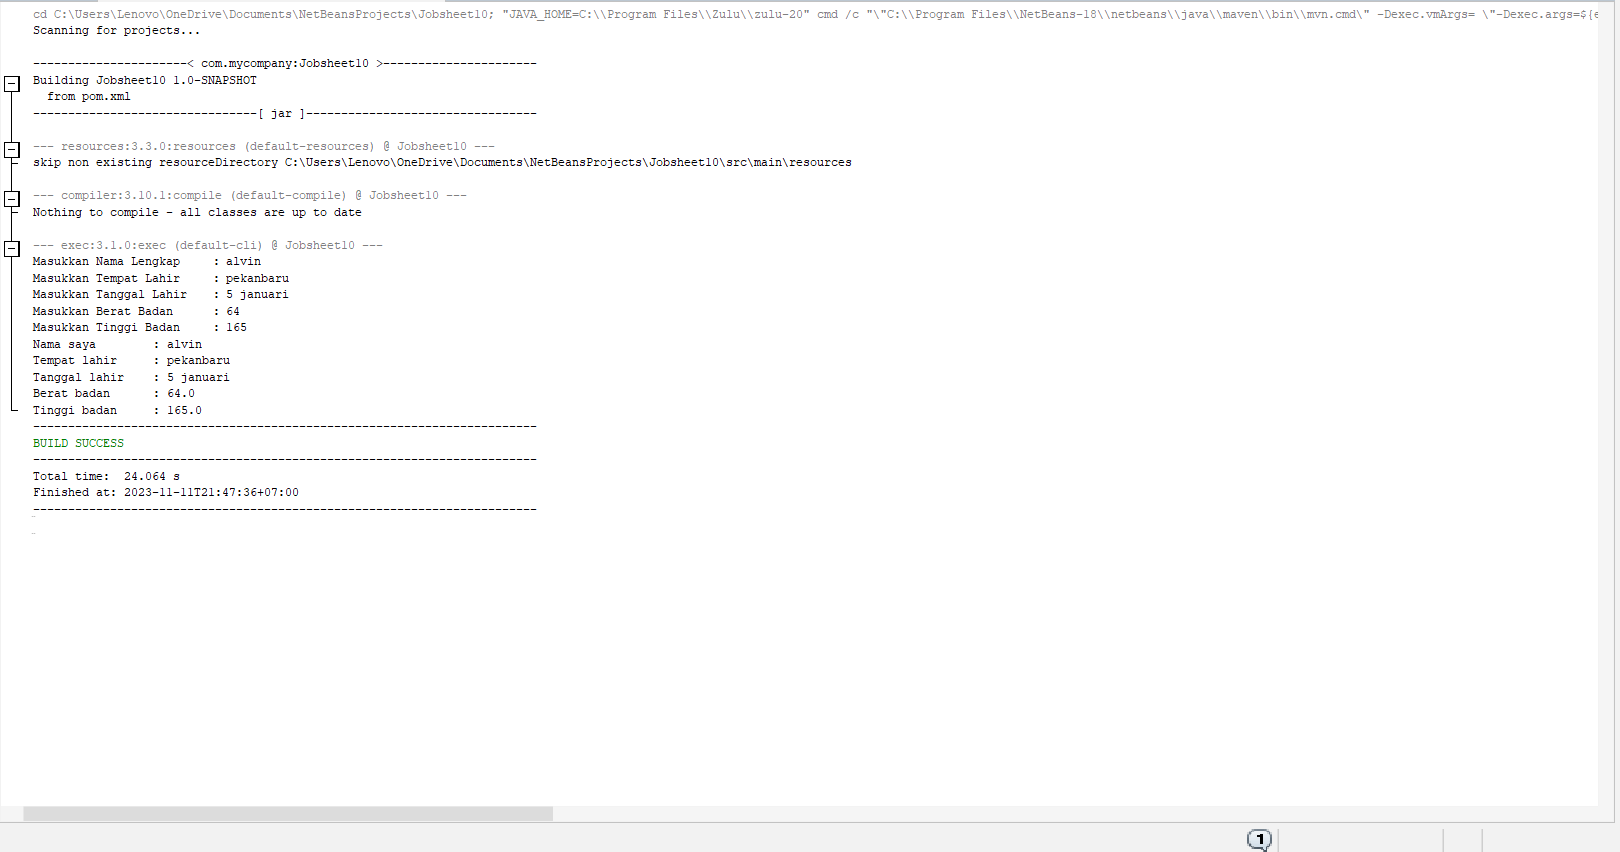 cd C:\Users\Lenovo\OneDrive\Documents\NetBeansProjects\Jobsheet10; "JAVA_HOME=C:\\Program Files\\Zulu\\zulu-20" cmd /c "\"C:\\Program Files\\NetBeans-18\\netbeans\\java\\maven\\bin\\mvn.cmd\" -Dexec.vmArgs= \"-Dexec.args=${e
Scanning for projects...
----------------------< com.mycompany:Jobsheet10 >----------------------
Building Jobsheet10 1.0-SNAPSHOT
  from pom.xml
--------------------------------[ jar ]---------------------------------
--- resources:3.3.0:resources (default-resources) @ Jobsheet10 ---
skip non existing resourceDirectory C:\Users\Lenovo\OneDrive\Documents\NetBeansProjects\Jobsheet10\src\main\resources
--- compiler:3.10.1:compile (default-compile) @ Jobsheet10 ---
Nothing to compile - all classes are up to date
--- exec:3.1.0:exec (default-cli) @ Jobsheet10 ---
Masukkan Nama Lengkap     : alvin
Masukkan Tempat Lahir     : pekanbaru
Masukkan Tanggal Lahir    : 5 januari
Masukkan Berat Badan      : 64
Masukkan Tinggi Badan     : 165
Nama saya        : alvin
Tempat lahir     : pekanbaru
Tanggal lahir    : 5 januari
Berat badan      : 64.0
Tinggi badan     : 165.0
------------------------------------------------------------------------
BUILD SUCCESS
------------------------------------------------------------------------
Total time:  24.064 s
Finished at: 2023-11-11T21:47:36+07:00
------------------------------------------------------------------------
1